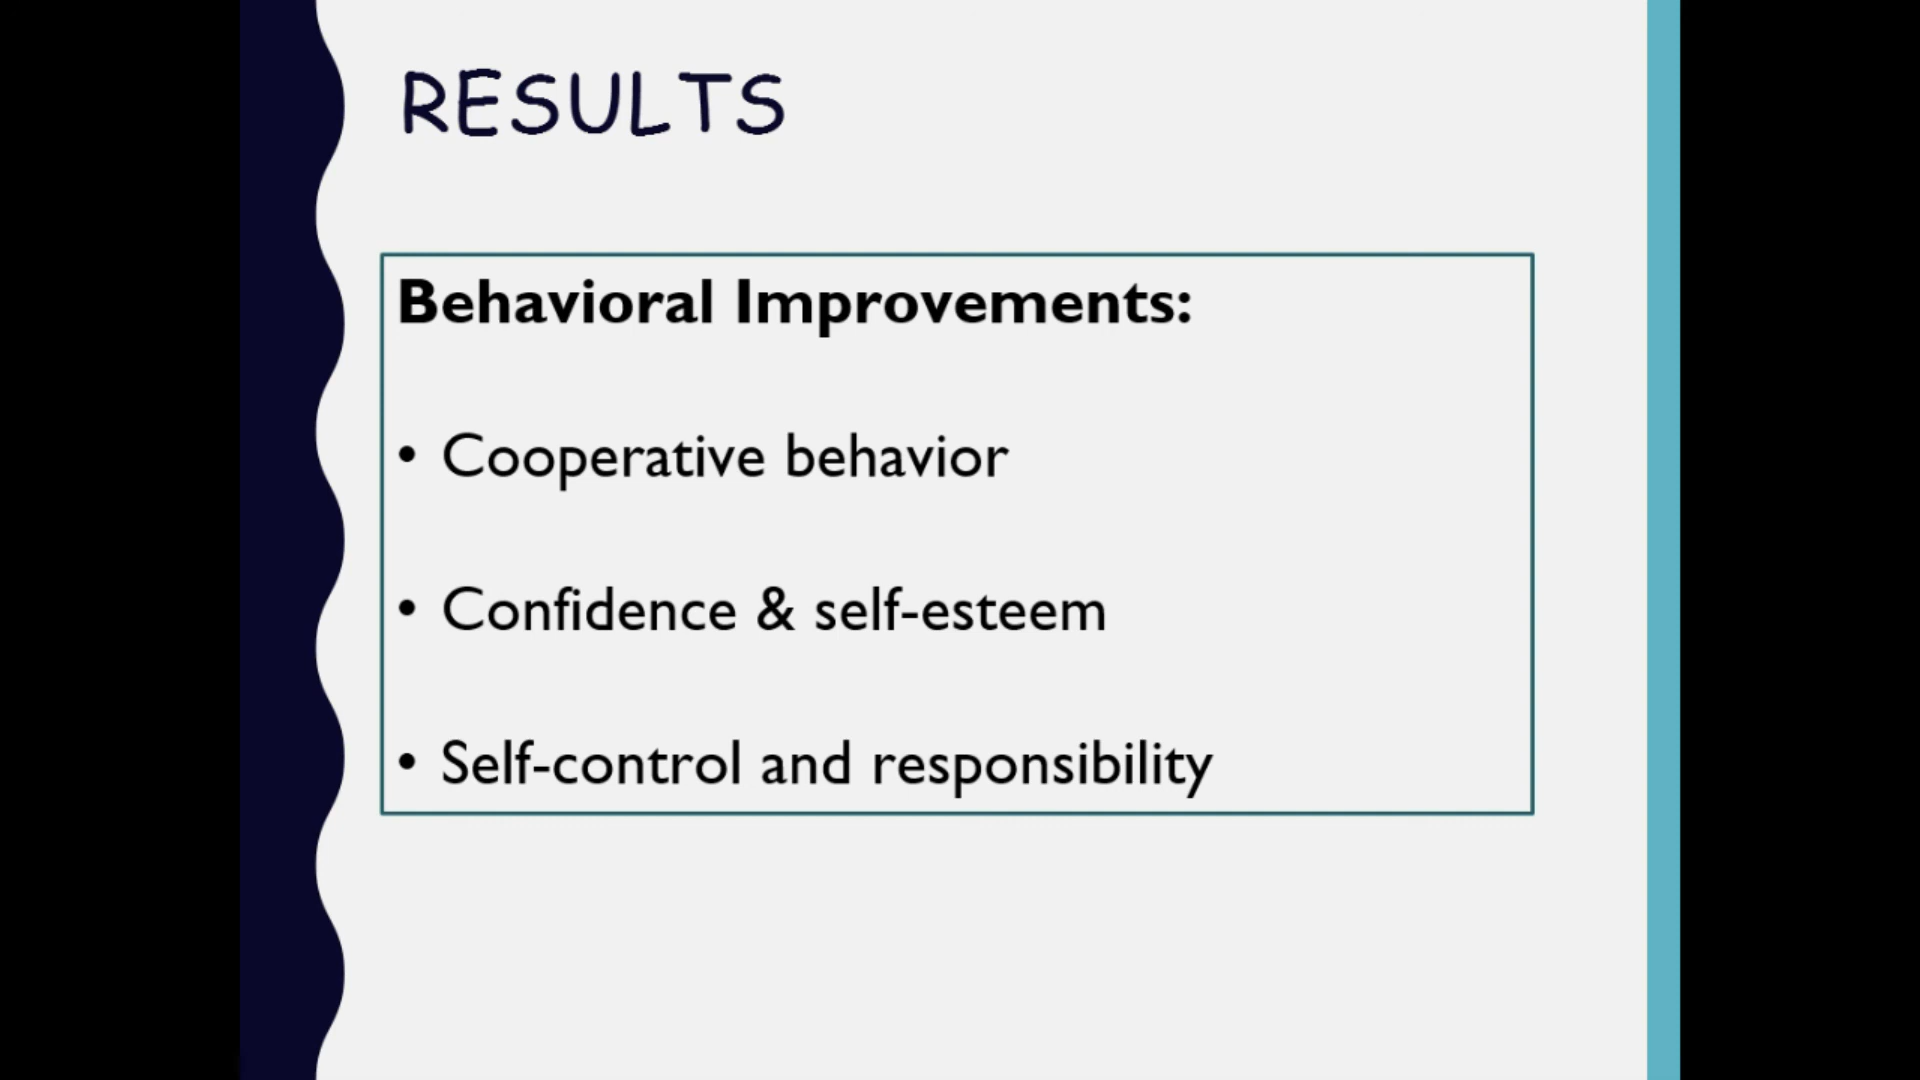 RESULTS
Behavioral Improvements:
• Cooperative behavior
• Confidence & self-esteem
• Self-control and responsibility